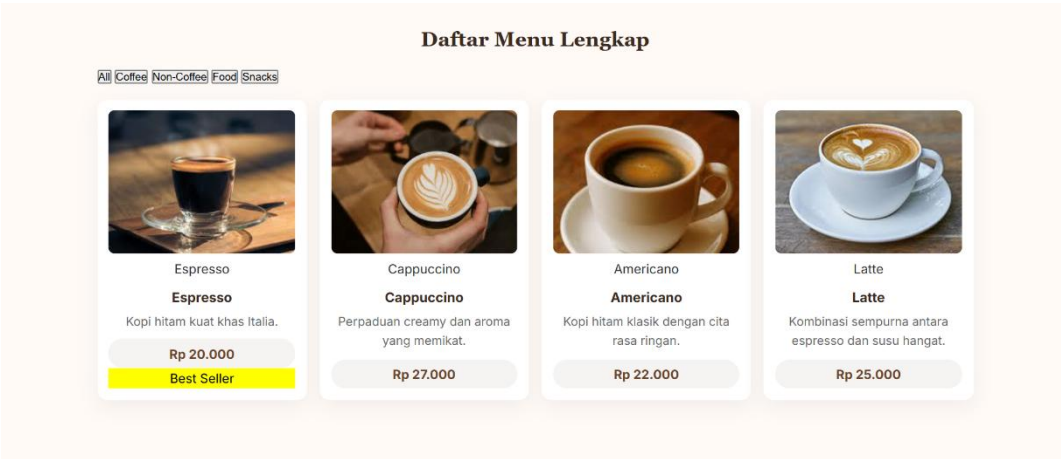 Daftar Menu Lengkap
All Coffee Non-Coffee Food Snacks
Espresso
Espresso
Kopi hitam kuat khas Italia.
Rp 20.000
Best Seller
Cappuccino
Cappuccino
Perpaduan creamy dan aroma
yang memikat.
Rp 27.000
Americano
Americano
Kopi hitam klasik dengan cita
rasa ringan.
Rp 22.000
Latte
Latte
Kombinasi sempurna antara
espresso dan susu hangat.
Rp 25.000